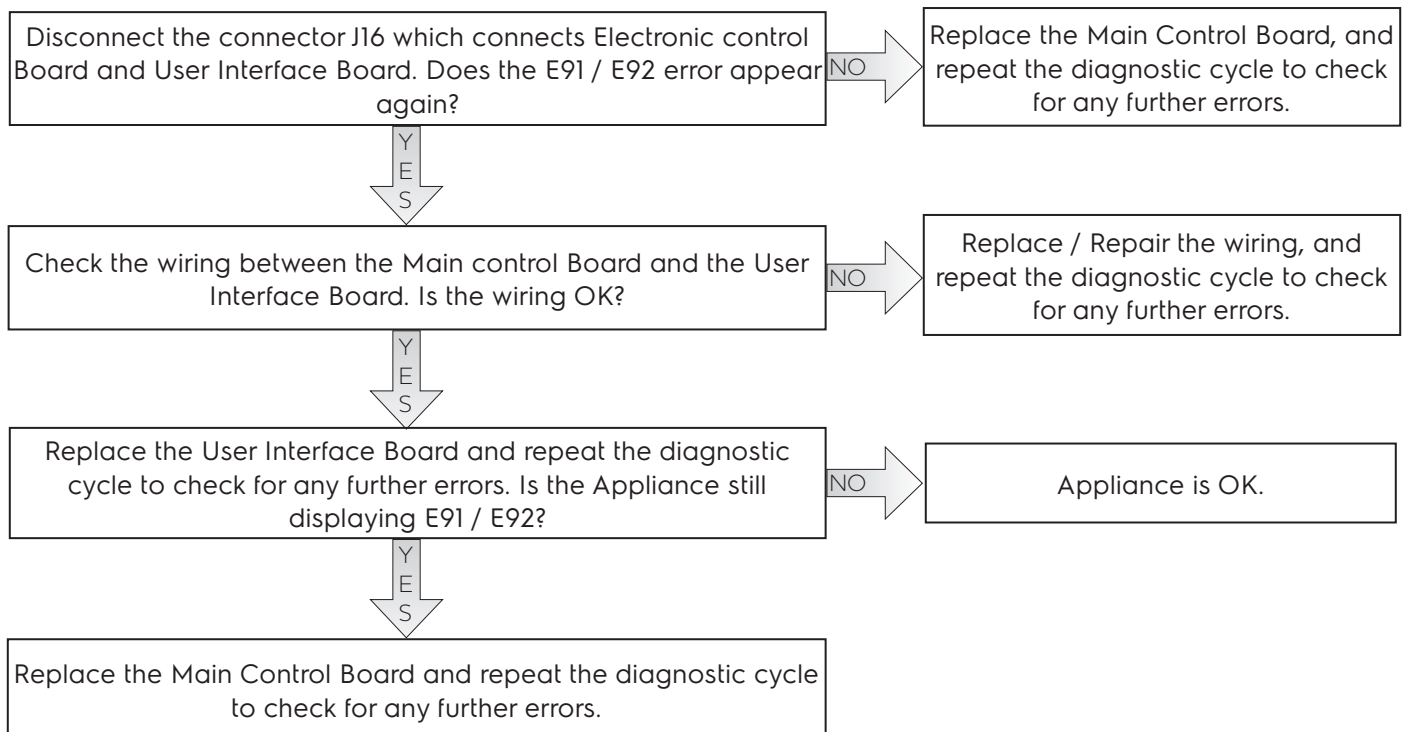 Disconnect the connector J16 which connects Electronic control
Board and User Interface Board. Does the E91 / E92 error appear
again?
NO
Replace the Main Control Board, and
repeat the diagnostic cycle to check
for any further errors.
YES
Check the wiring between the Main control Board and the User
Interface Board. Is the wiring OK?
NO
Replace / Repair the wiring, and
repeat the diagnostic cycle to check
for any further errors.
YES
Replace the User Interface Board and repeat the diagnostic
cycle to check for any further errors. Is the Appliance still
displaying E91 / E92?
NO
Appliance is OK.
YES
Replace the Main Control Board and repeat the diagnostic cycle
to check for any further errors.